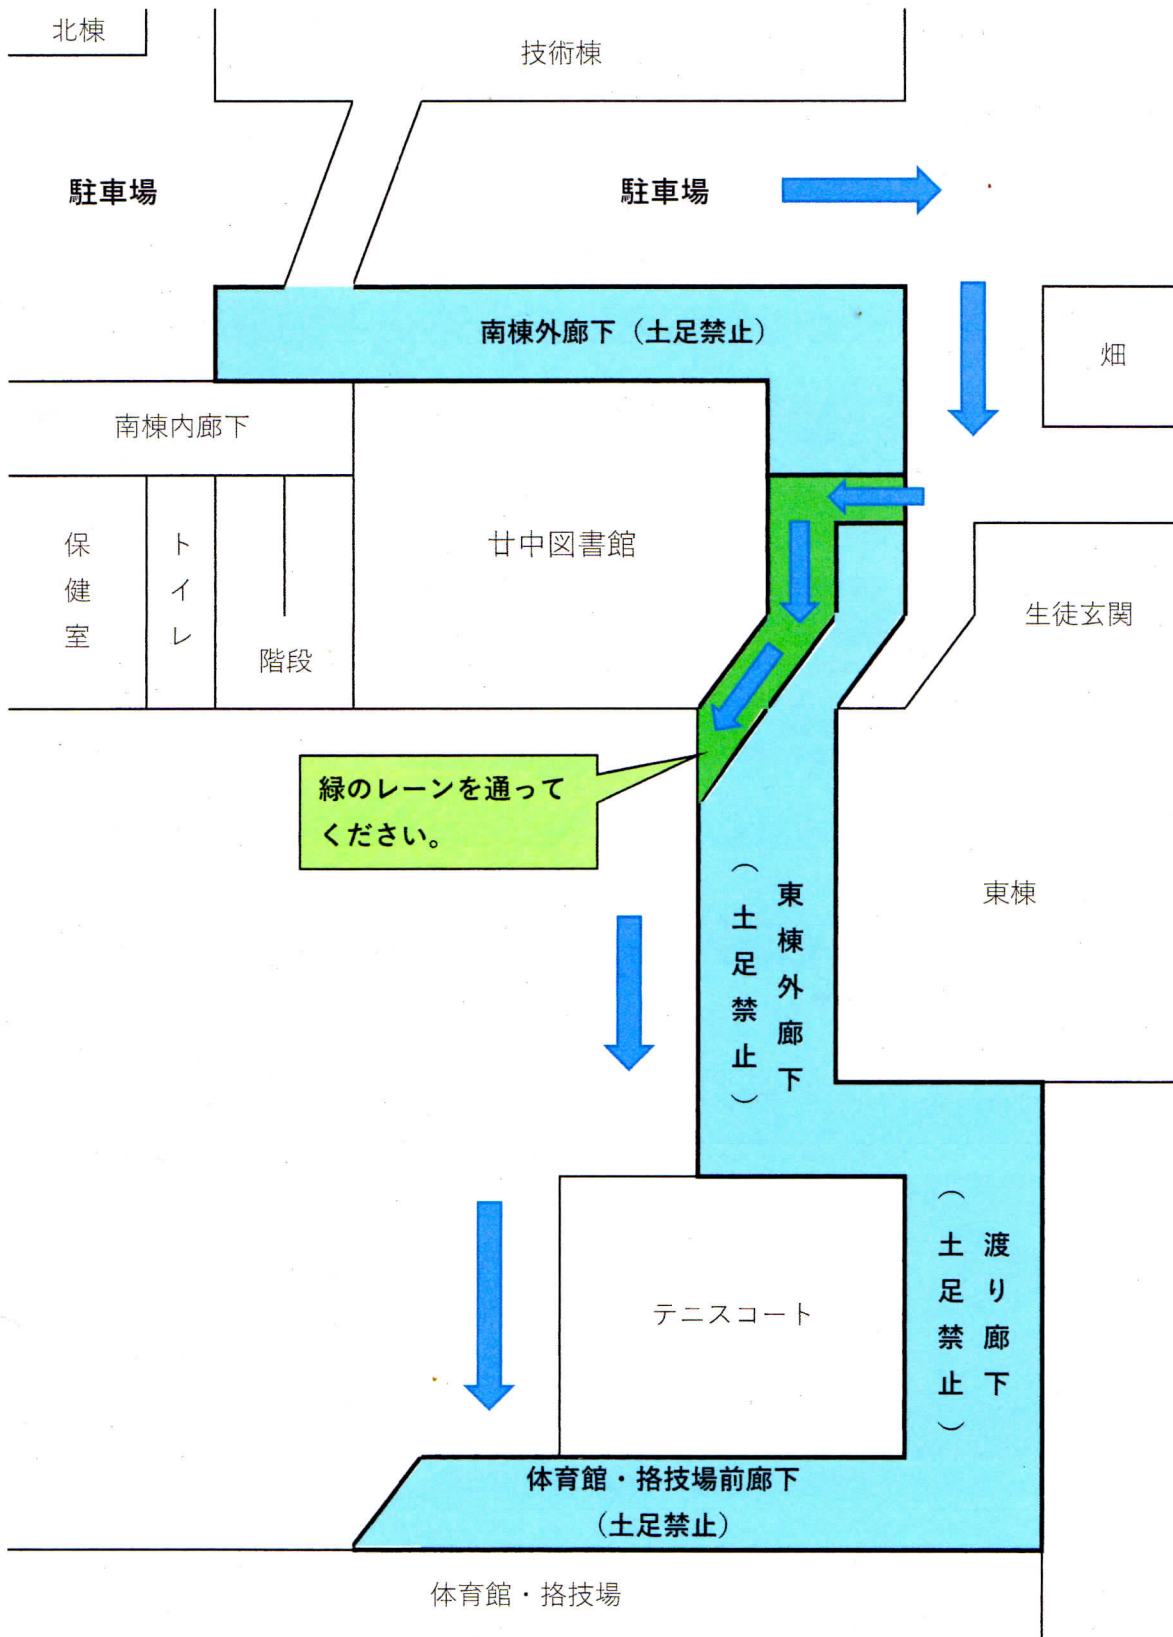 北棟
技術棟
駐車場
駐車場
南棟外廊下（土足禁止）
畑
南棟内廊下
保健室
トイレ
階段
廿中図書館
生徒玄関
緑のレーンを通って
ください。
東棟外廊下
（土足禁止）
東棟
渡り廊下
（土足禁止）
テニスコート
体育館・挌技場前廊下
（土足禁止）
体育館・挌技場